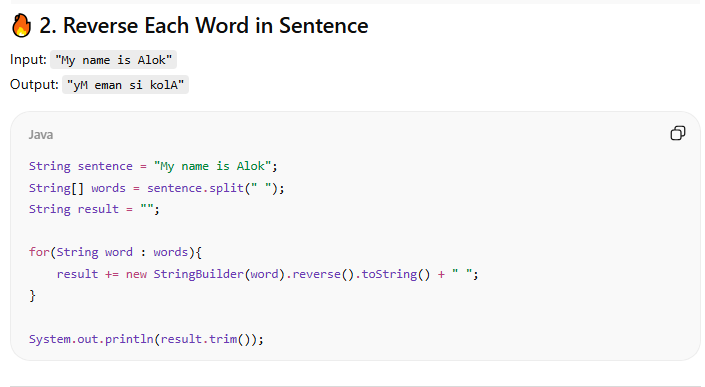 🔥 2. Reverse Each Word in Sentence
Input: "My name is Alok"
Output: "yM eman si kolA"
Java
String sentence = "My name is Alok";
String[] words = sentence.split(" ");
String result = "";
for(String word : words){
    result += new StringBuilder(word).reverse().toString() + " ";
}
System.out.println(result.trim());